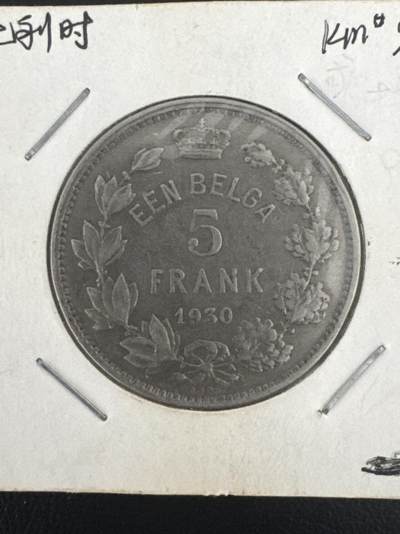 比利时
KM#
EEN BELGA
5
FRANK
1930